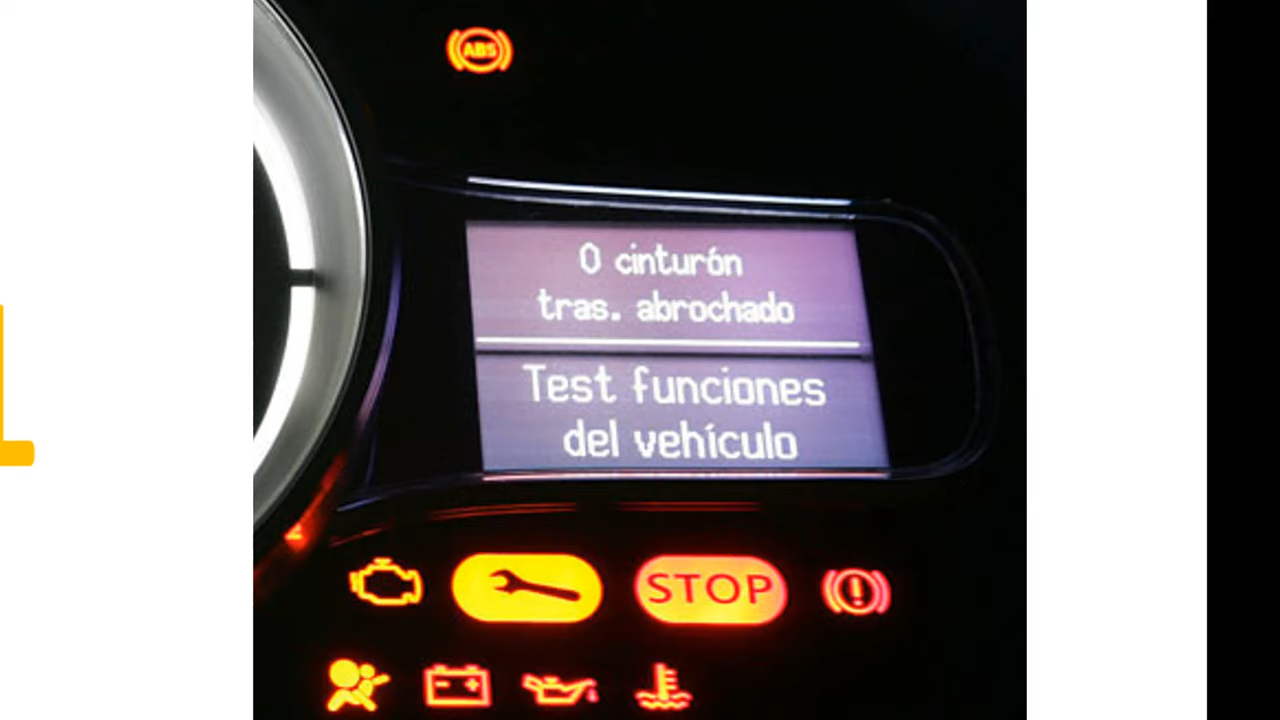 ABS
0 cinturón
tras. abrochado
Test funciones
del vehículo
STOP